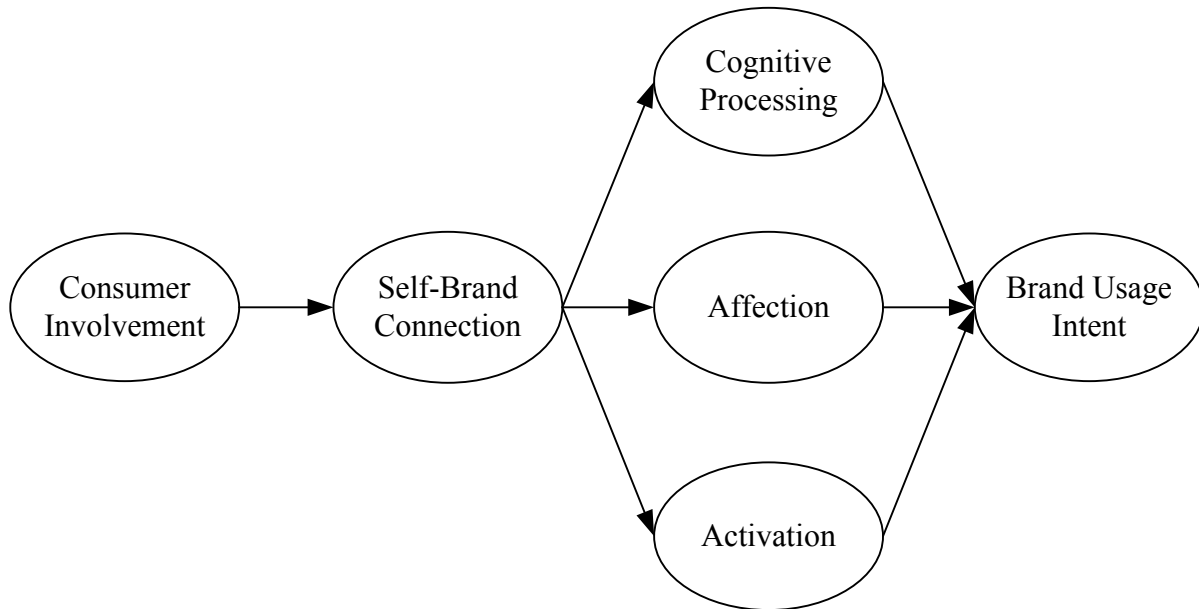 Consumer
Involvement
Self-Brand
Connection
Cognitive
Processing
Affection
Activation
Brand Usage
Intent